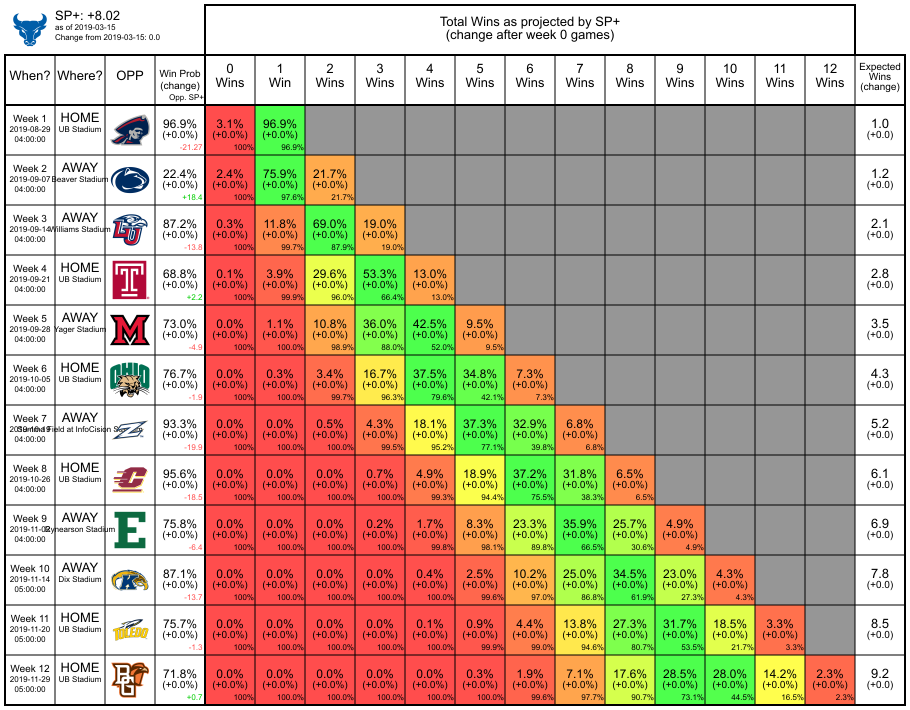 SP+: +8.02
as of 2019-03-15
Change from 2019-03-15: 0.0
Total Wins as projected by SP+
(change after week 0 games)
When? Where? OPP Win Prob (change) Opp. SP+ 0 Wins 1 Win 2 Wins 3 Wins 4 Wins 5 Wins 6 Wins 7 Wins 8 Wins 9 Wins 10 Wins 11 Wins 12 Wins Expected Wins (change)
Week 1 HOME 96.9% 3.1% 96.9% 1.0
2019-08-29 UB Stadium (+0.0%) (+0.0%) (+0.0%) (+0.0)
04:00:00 -21.27 100% 96.9%
Week 2 AWAY 22.4% 2.4% 75.9% 21.7% 1.2
2019-09-07 Beaver Stadium (+0.0%) (+0.0%) (+0.0%) (+0.0%) (+0.0)
04:00:00 +18.4 100% 97.6% 21.7%
Week 3 AWAY LU 87.2% 0.3% 11.8% 69.0% 19.0% 2.1
2019-09-14 Williams Stadium (+0.0%) (+0.0%) (+0.0%) (+0.0%) (+0.0%) (+0.0)
04:00:00 -13.8 100% 99.7% 87.9% 19.0%
Week 4 HOME T 68.8% 0.1% 3.9% 29.6% 53.3% 13.0% 2.8
2019-09-21 UB Stadium (+0.0%) (+0.0%) (+0.0%) (+0.0%) (+0.0%) (+0.0%) (+0.0)
04:00:00 +2.2 100% 99.9% 96.0% 66.4% 13.0%
Week 5 AWAY M 73.0% 0.0% 1.1% 10.8% 36.0% 42.5% 9.5% 3.5
2019-09-28 Yager Stadium (+0.0%) (+0.0%) (+0.0%) (+0.0%) (+0.0%) (+0.0%) (+0.0%) (+0.0)
04:00:00 -4.9 100% 100.0% 98.9% 88.0% 52.0% 9.5%
Week 6 HOME OHIO 76.7% 0.0% 0.3% 3.4% 16.7% 37.5% 34.8% 7.3% 4.3
2019-10-05 UB Stadium (+0.0%) (+0.0%) (+0.0%) (+0.0%) (+0.0%) (+0.0%) (+0.0%) (+0.0%) (+0.0)
04:00:00 -1.9 100% 100.0% 99.7% 96.3% 79.6% 42.1% 7.3%
Week 7 AWAY Z 93.3% 0.0% 0.0% 0.5% 4.3% 18.1% 37.3% 32.9% 6.8% 5.2
Field at InfoCision (+0.0%) (+0.0%) (+0.0%) (+0.0%) (+0.0%) (+0.0%) (+0.0%) (+0.0%) (+0.0%) (+0.0)
04:00:00 -19.9 100% 100.0% 100.0% 99.5% 95.2% 77.1% 39.8% 6.8%
Week 8 HOME C 95.6% 0.0% 0.0% 0.0% 0.7% 4.9% 18.9% 37.2% 31.8% 6.5% 6.1
2019-10-26 UB Stadium (+0.0%) (+0.0%) (+0.0%) (+0.0%) (+0.0%) (+0.0%) (+0.0%) (+0.0%) (+0.0%) (+0.0%) (+0.0)
04:00:00 -18.5 100% 100.0% 100.0% 100.0% 99.3% 94.4% 75.5% 38.3% 6.5%
Week 9 AWAY E 75.8% 0.0% 0.0% 0.0% 0.2% 1.7% 8.3% 23.3% 35.9% 25.7% 4.9% 6.9
Rynearson Stadium (+0.0%) (+0.0%) (+0.0%) (+0.0%) (+0.0%) (+0.0%) (+0.0%) (+0.0%) (+0.0%) (+0.0%) (+0.0%) (+0.0)
04:00:00 -6.4 100% 100.0% 100.0% 100.0% 99.8% 98.1% 89.8% 66.5% 30.6% 4.9%
Week 10 AWAY K 87.1% 0.0% 0.0% 0.0% 0.0% 0.4% 2.5% 10.2% 25.0% 34.5% 23.0% 4.3% 7.8
2019-11-14 Dix Stadium (+0.0%) (+0.0%) (+0.0%) (+0.0%) (+0.0%) (+0.0%) (+0.0%) (+0.0%) (+0.0%) (+0.0%) (+0.0%) (+0.0%) (+0.0)
05:00:00 -13.7 100% 100.0% 100.0% 100.0% 100.0% 99.6% 97.0% 86.8% 61.9% 27.3% 4.3%
Week 11 HOME TOLEDO 75.7% 0.0% 0.0% 0.0% 0.0% 0.1% 0.9% 4.4% 13.8% 27.3% 31.7% 18.5% 3.3% 8.5
2019-11-20 UB Stadium (+0.0%) (+0.0%) (+0.0%) (+0.0%) (+0.0%) (+0.0%) (+0.0%) (+0.0%) (+0.0%) (+0.0%) (+0.0%) (+0.0%) (+0.0%) (+0.0)
05:00:00 -1.3 100% 100.0% 100.0% 100.0% 100.0% 99.9% 99.0% 94.6% 80.7% 53.5% 21.7% 3.3%
Week 12 HOME BG 71.8% 0.0% 0.0% 0.0% 0.0% 0.0% 0.3% 1.9% 7.1% 17.6% 28.5% 28.0% 14.2% 2.3% 9.2
2019-11-29 UB Stadium (+0.0%) (+0.0%) (+0.0%) (+0.0%) (+0.0%) (+0.0%) (+0.0%) (+0.0%) (+0.0%) (+0.0%) (+0.0%) (+0.0%) (+0.0%) (+0.0%) (+0.0)
05:00:00 +0.7 100% 100.0% 100.0% 100.0% 100.0% 100.0% 99.6% 97.7% 90.7% 73.1% 44.5% 16.5% 2.3%